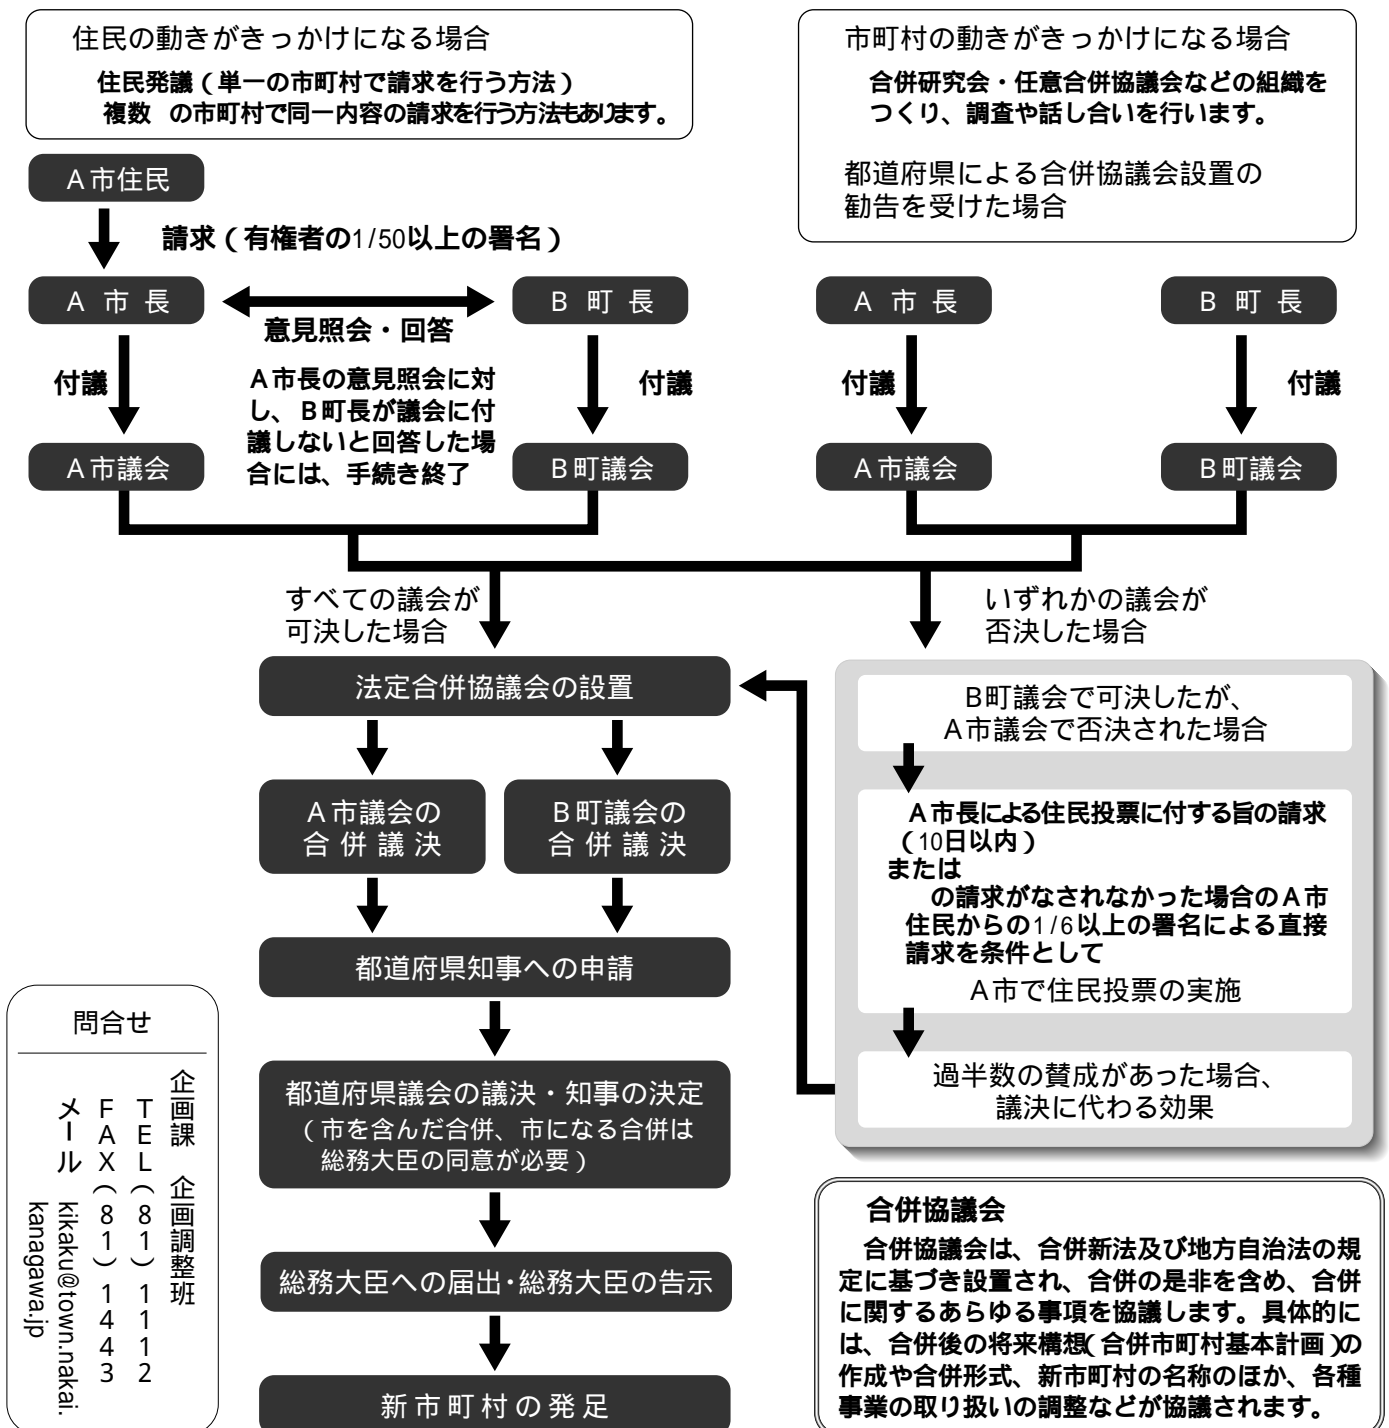 住民の動きがきっかけになる場合
住民発議(単一の市町村で請求を行う方法)
複数 の市町村で同一内容の請求を行う方法もあります。
A市住民
請求(有権者の1/50以上の署名)
A 市 長
意見照会・回答
B 町 長
付議
A市長の意見照会に対
し、B町長が議会に付
議しないと回答した場
合には、手続き終了
付議
A市議会
B町議会
市町村の動きがきっかけになる場合
合併研究会・任意合併協議会などの組織を
つくり、調査や話し合いを行います。
都道府県による合併協議会設置の
勧告を受けた場合
A 市 長
B 町 長
付議
付議
A市議会
B町議会
すべての議会が
可決した場合
いずれかの議会が
否決した場合
法定合併協議会の設置
A市議会の
合 併 議 決
B町議会の
合 併 議 決
都道府県知事への申請
都道府県議会の議決・知事の決定
(市を含んだ合併、市になる合併は
総務大臣の同意が必要)
総務大臣への届出・総務大臣の告示
新市町村の発足
B町議会で可決したが、
A市議会で否決された場合
A市長による住民投票に付する旨の請求
(10日以内)
または
の請求がなされなかった場合のA市
住民からの1/6以上の署名による直接
請求を条件として
A市で住民投票の実施
過半数の賛成があった場合、
議決に代わる効果
合併協議会
合併協議会は、合併新法及び地方自治法の規
定に基づき設置され、合併の是非を含め、合併
に関するあらゆる事項を協議します。具体的に
は、合併後の将来構想(合併市町村基本計画)の
作成や合併形式、新市町村の名称のほか、各種
事業の取り扱いの調整などが協議されます。
問合せ
企画課 企画調整班
TEL(81)1112
FAX(81)1443
メール kikaku@town.nakai.
kanagawa.jp